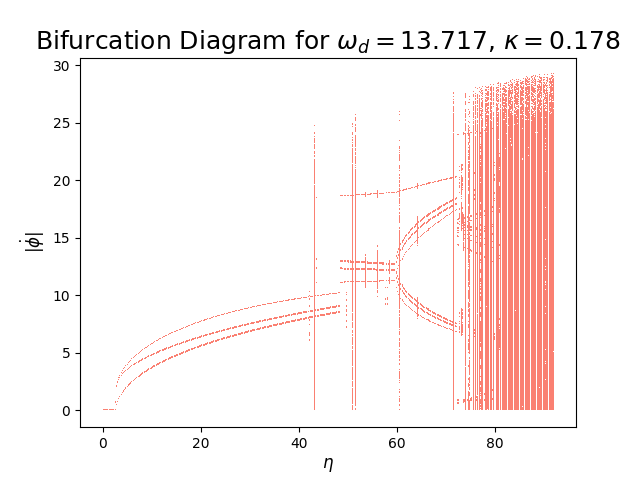 Bifurcation Diagram for ω_d = 13.717, κ = 0.178
30
25
20
15
10
5
0
|ϕ̇|
0 20 40 60 80
η